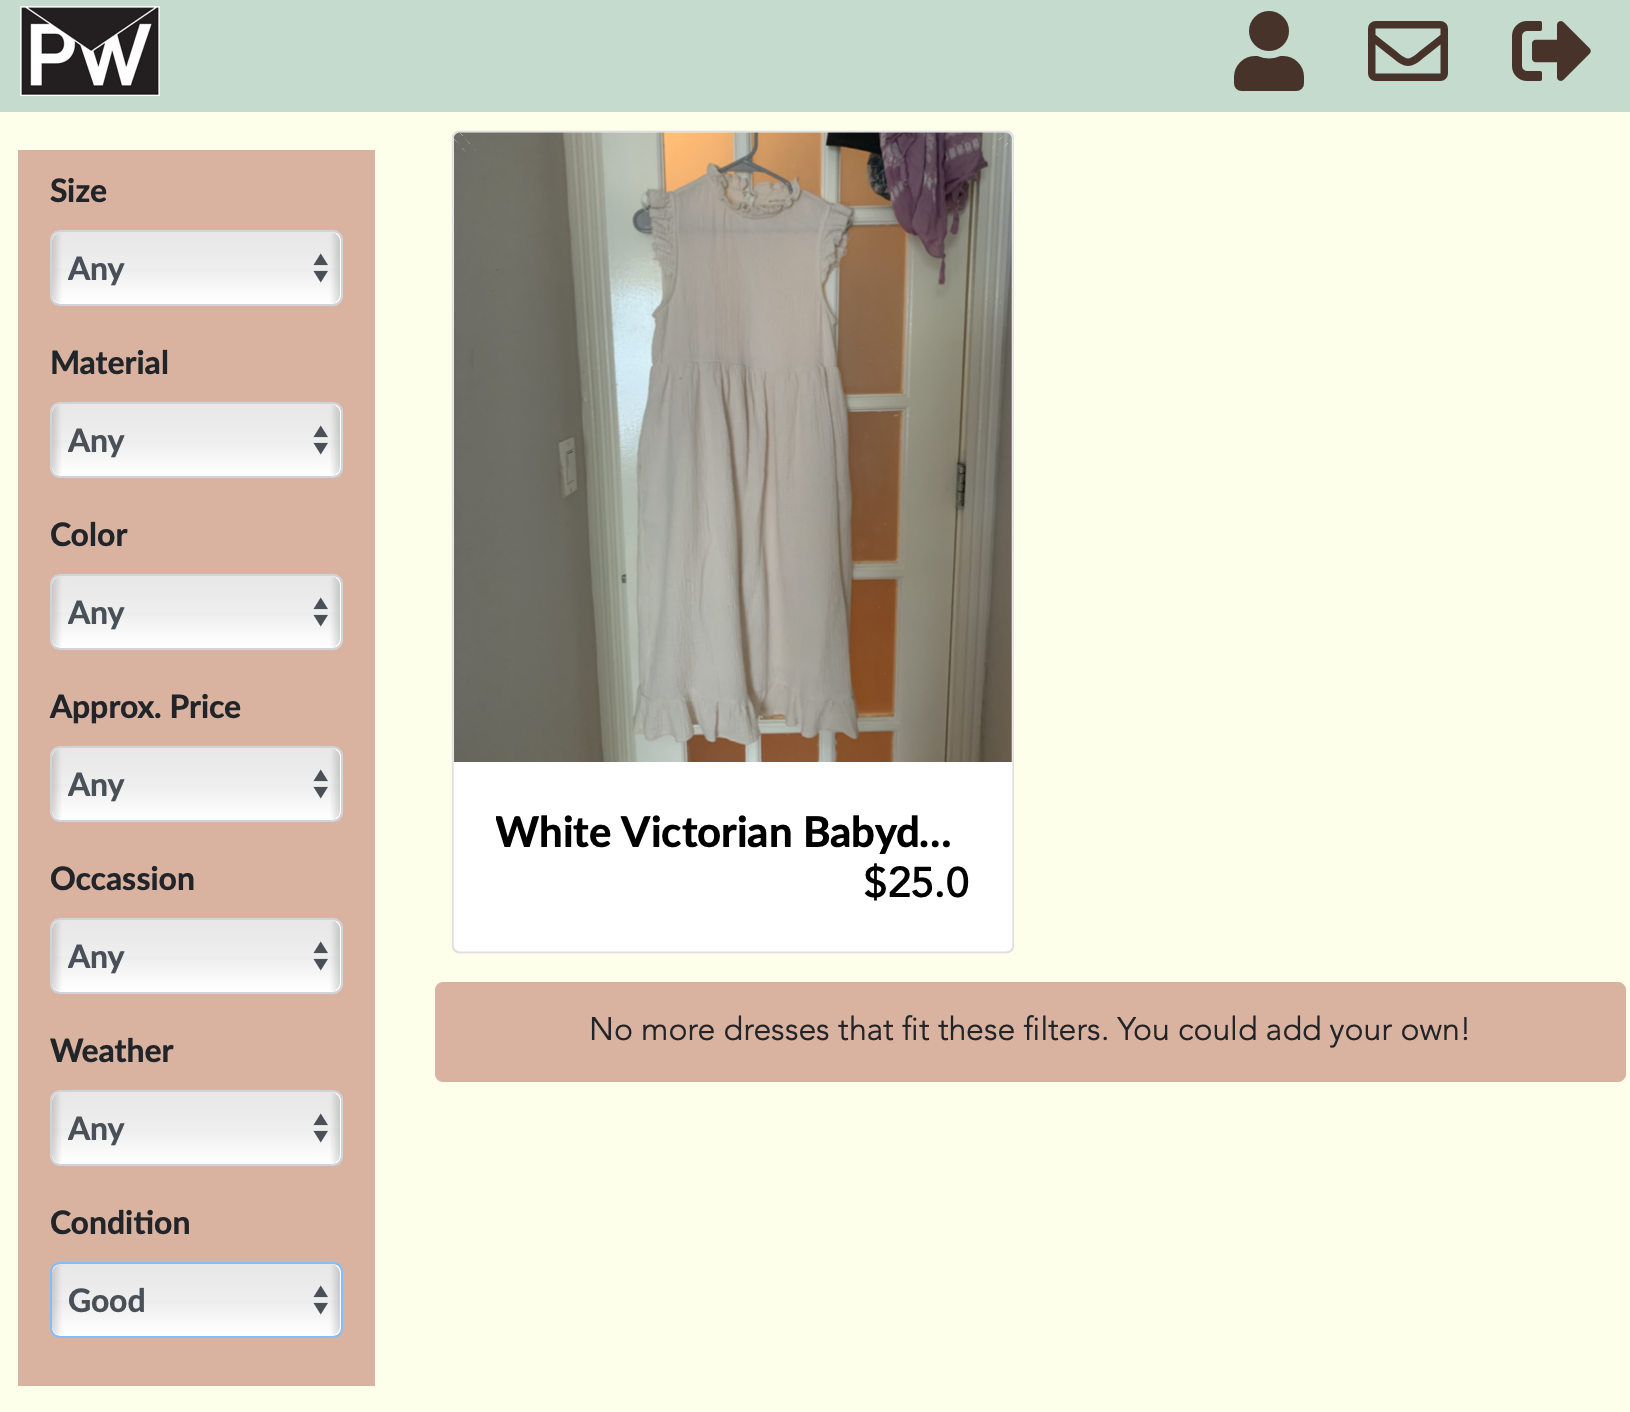 PW
Size
Any
Material
Any
Color
Any
Approx. Price
Any
Occassion
Any
Weather
Any
Condition
Good
White Victorian Babyd...
$25.0
No more dresses that fit these filters. You could add your own!